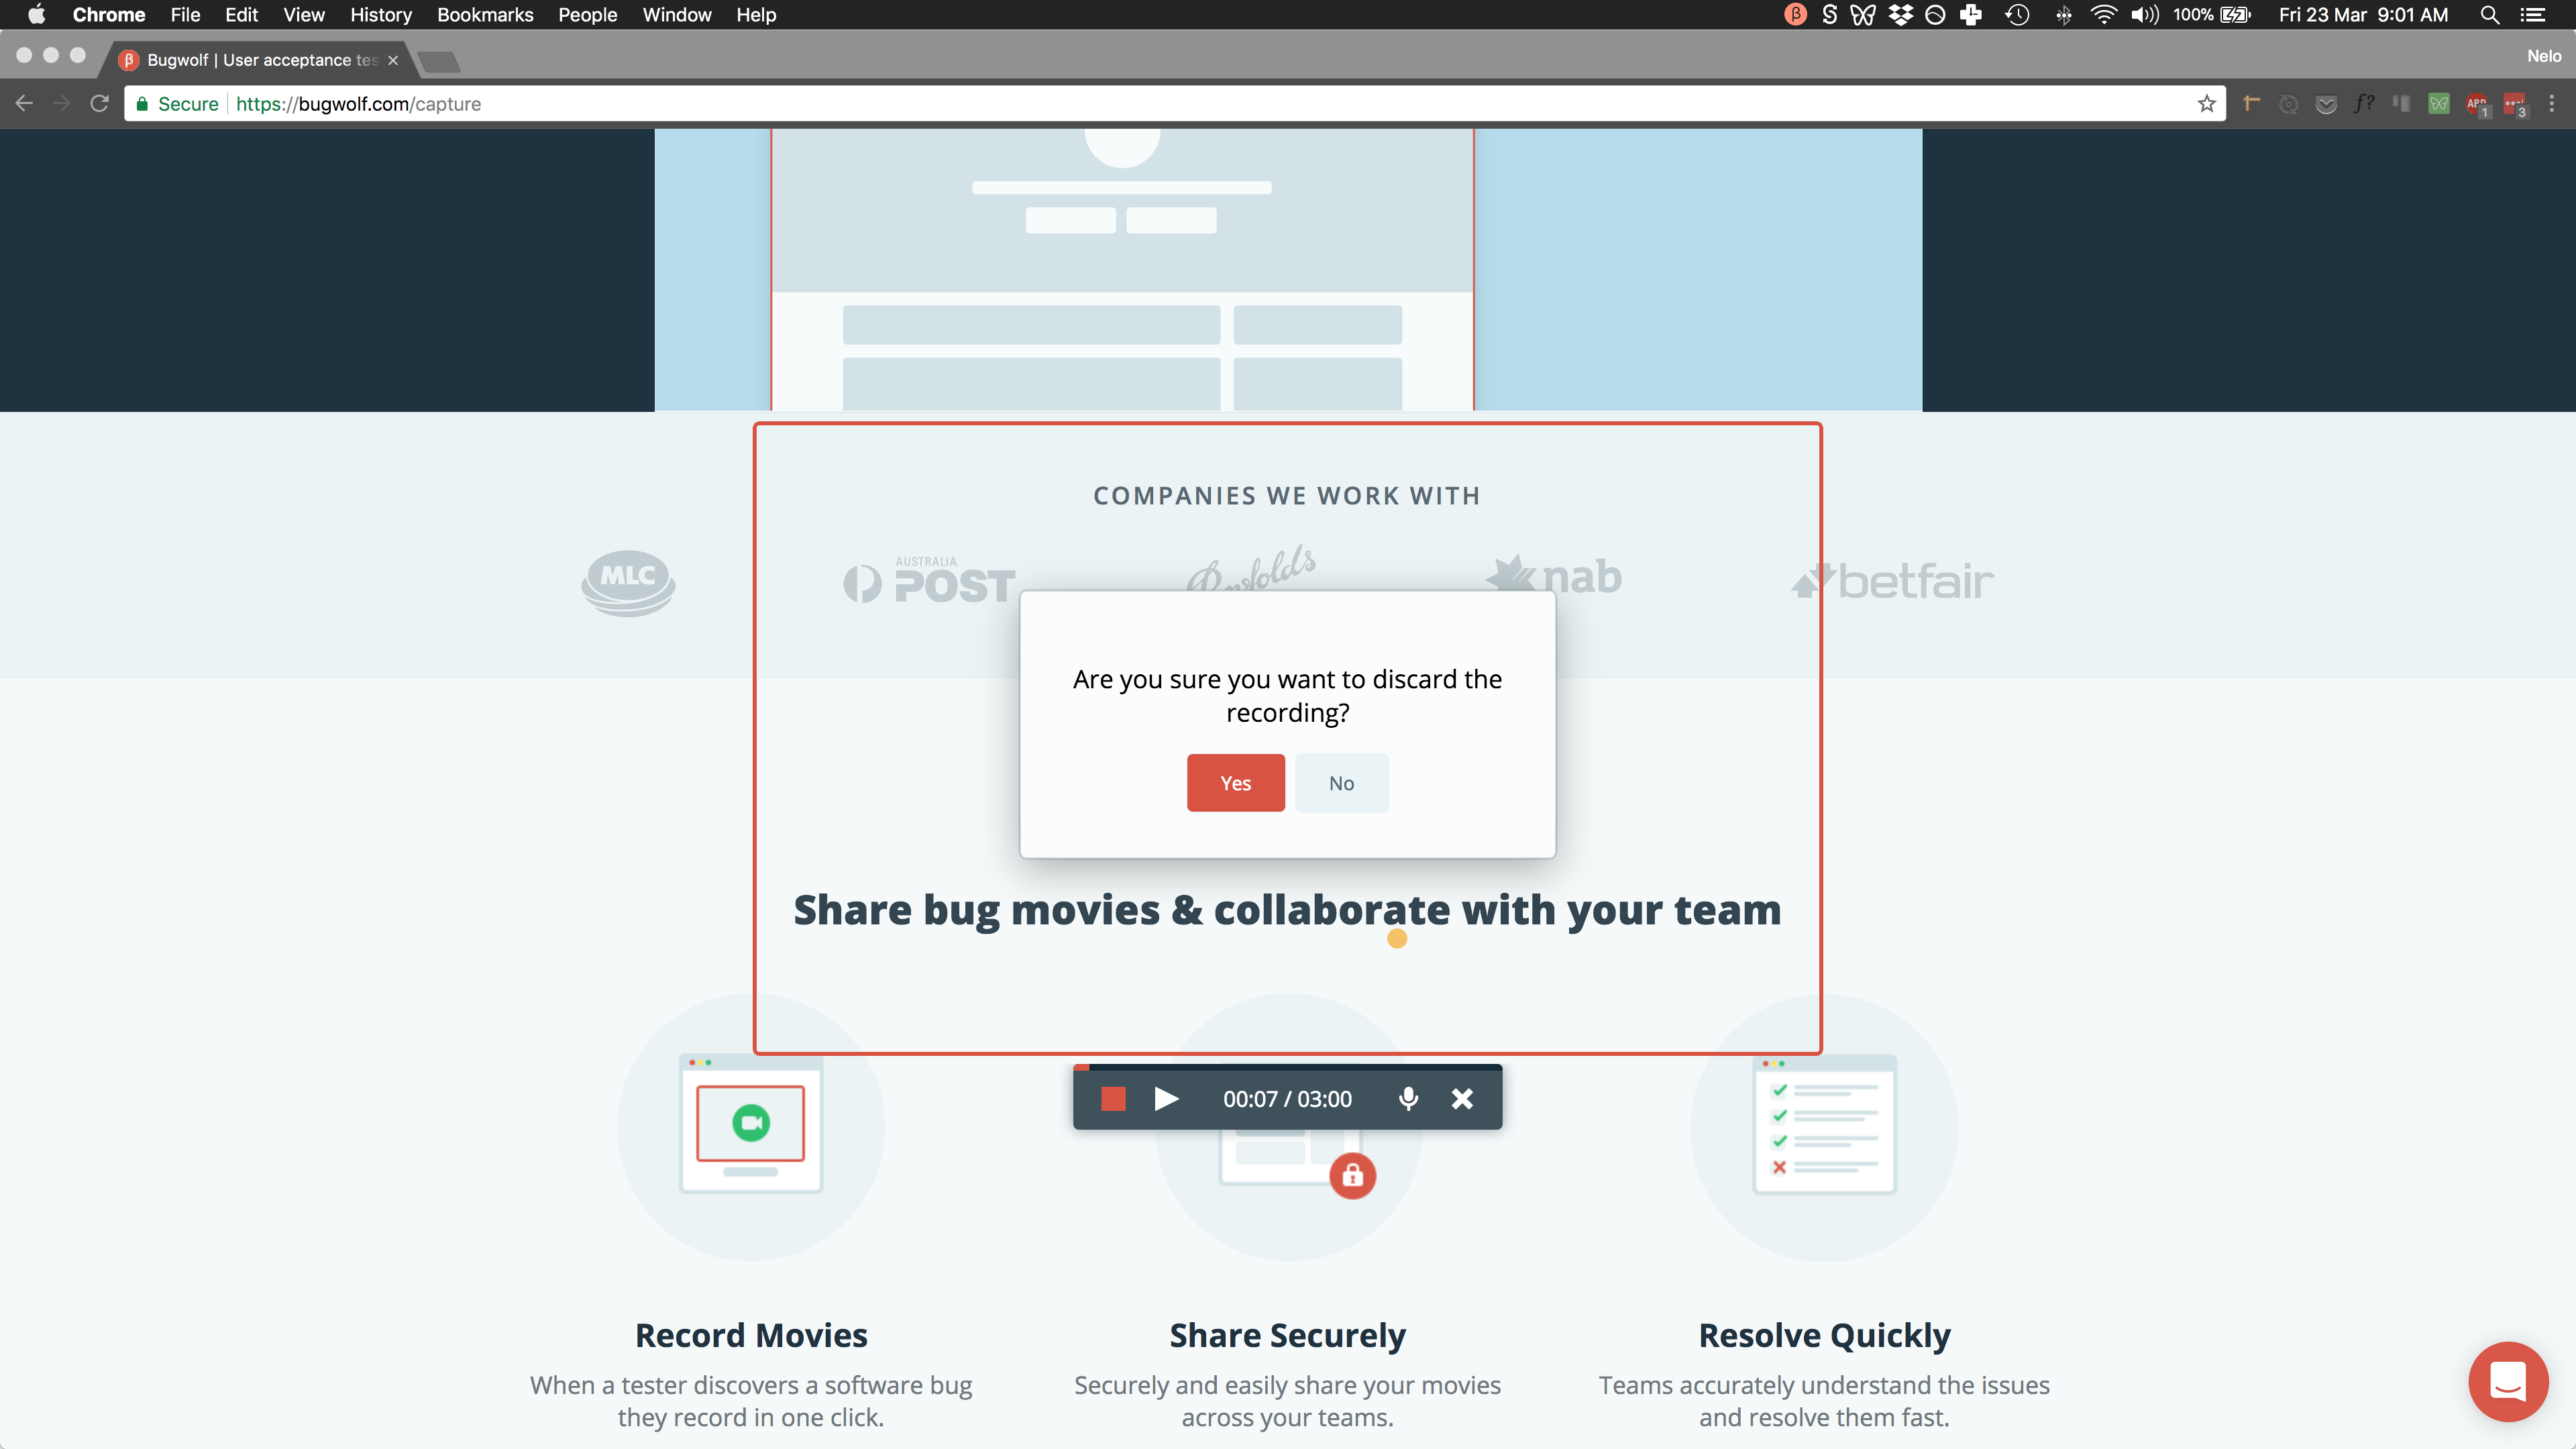 Chrome File Edit View History Bookmarks People Window Help
100% Fri 23 Mar 9:01 AM
Bugwolf | User acceptance tes
Nelo
Secure https://bugwolf.com/capture
f?
ABP 1
3
COMPANIES WE WORK WITH
MLC
AUSTRALIA
POST
Penfolds
nab
betfair
Are you sure you want to discard the
recording?
Yes No
Share bug movies & collaborate with your team
00:07 / 03:00
Record Movies
When a tester discovers a software bug
they record in one click.
Share Securely
Securely and easily share your movies
across your teams.
Resolve Quickly
Teams accurately understand the issues
and resolve them fast.